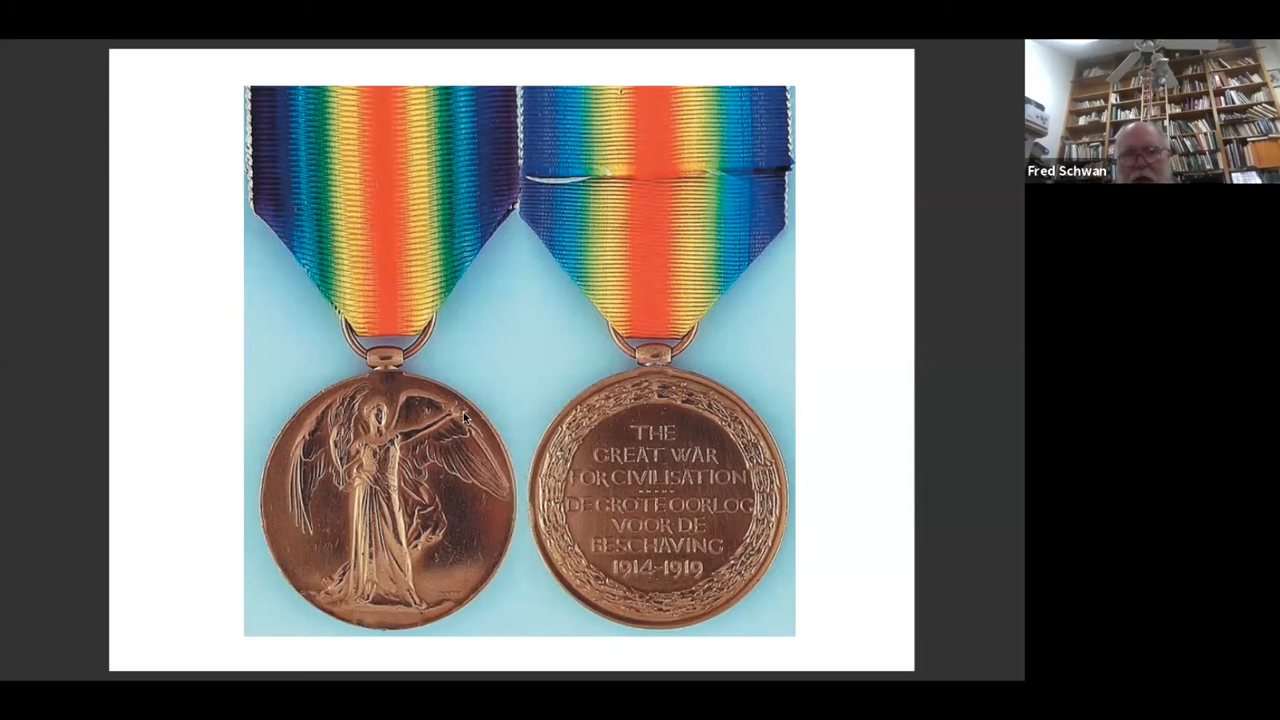 THE
GREAT WAR
FOR CIVILISATION
DE GROTE OORLOG
VOOR DE
BESCHAVING
1914-1919
Fred Schwan